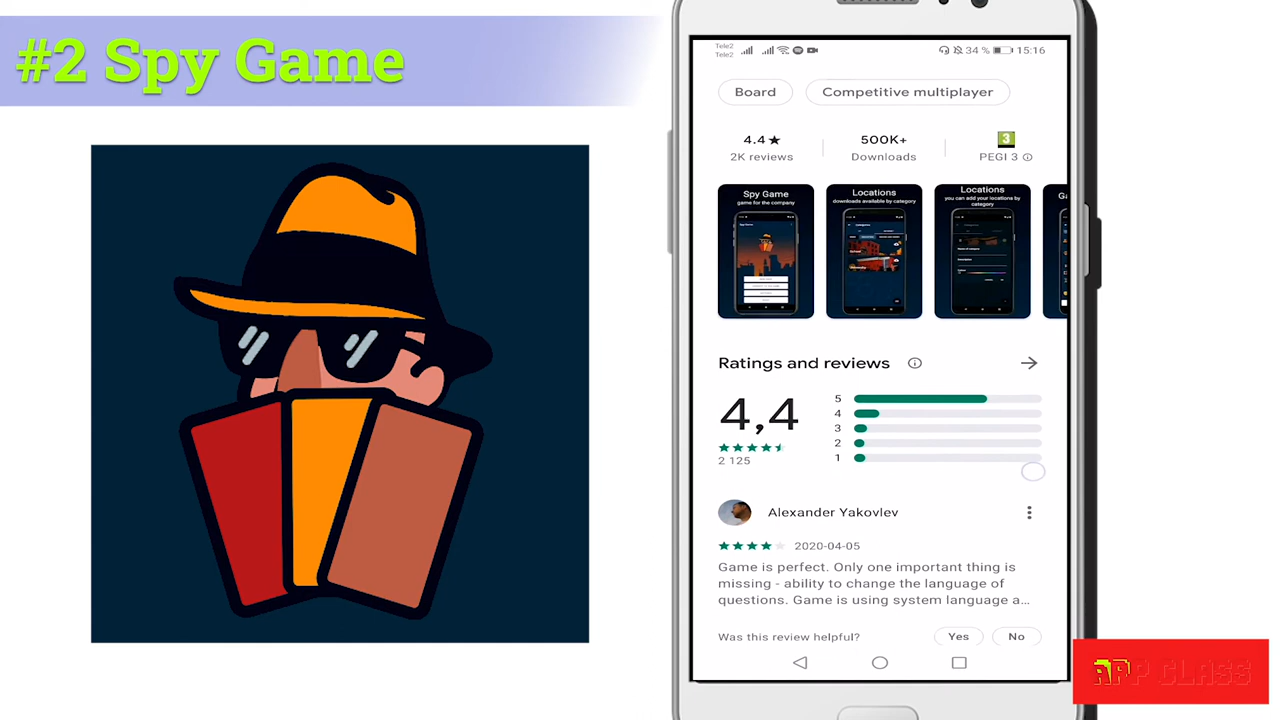 #2 Spy Game
Tele2
Tele2
34 % 15:16
Board
Competitive multiplayer
4.4★
2K reviews
500K+
Downloads
3
PEGI 3
Spy Game
game for the company
Locations
downloads available by category
Locations
you can add your locations by
category
Ratings and reviews
4,4
2 125
5
4
3
2
1
Alexander Yakovlev
2020-04-05
Game is perfect. Only one important thing is
missing - ability to change the language of
questions. Game is using system language a...
Was this review helpful?
Yes
No
APP CLASS